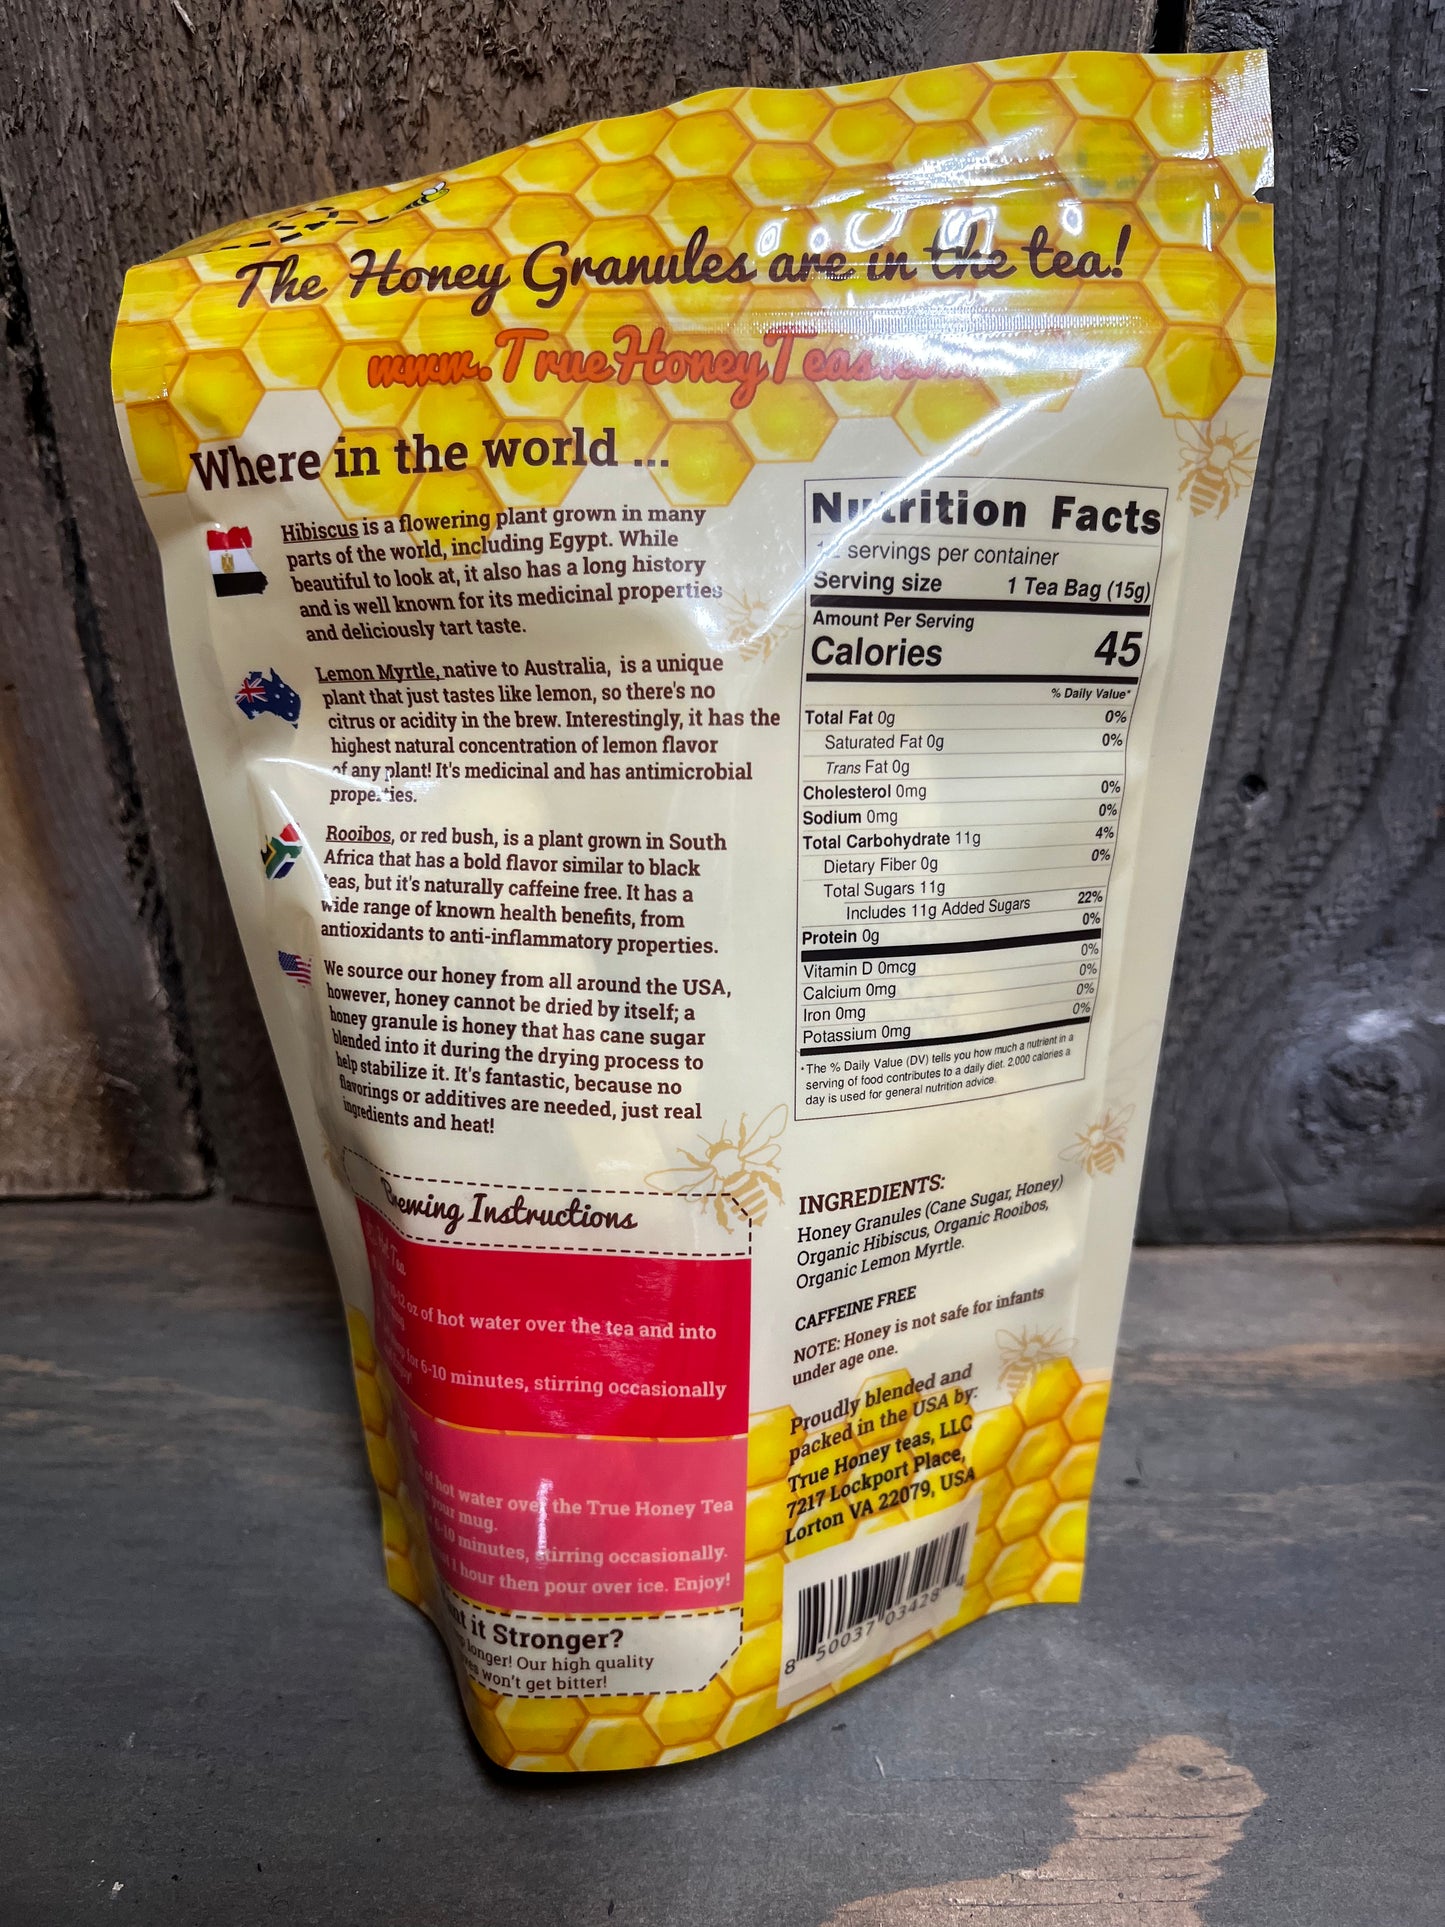 The Honey Granules are in the tea!
www.TrueHoneyTeas
Where in the world ...
Hibiscus is a flowering plant grown in many
parts of the world, including Egypt. While
beautiful to look at, it also has a long history
and is well known for its medicinal properties
and deliciously tart taste.
Lemon Myrtle, native to Australia, is a unique
plant that just tastes like lemon, so there's no
citrus or acidity in the brew. Interestingly, it has the
highest natural concentration of lemon flavor
of any plant! It's medicinal and has antimicrobial
properties.
Rooibos, or red bush, is a plant grown in South
Africa that has a bold flavor similar to black
teas, but it's naturally caffeine free. It has a
wide range of known health benefits, from
antioxidants to anti-inflammatory properties.
We source our honey from all around the USA,
however, honey cannot be dried by itself; a
honey granule is honey that has cane sugar
blended into it during the drying process to
help stabilize it. It's fantastic, because no
flavorings or additives are needed, just real
ingredients and heat!
Brewing Instructions
Hot Tea
oz of hot water over the tea and into
mug
for 6-10 minutes, stirring occasionally
of hot water over the True Honey Tea
your mug.
6-10 minutes, stirring occasionally.
1 hour then pour over ice. Enjoy!
it Stronger?
longer! Our high quality
won't get bitter!
Nutrition Facts
12 servings per container
Serving size 1 Tea Bag (15g)
Amount Per Serving
Calories 45
% Daily Value*
Total Fat 0g 0%
Saturated Fat 0g 0%
Trans Fat 0g
Cholesterol 0mg 0%
Sodium 0mg 0%
Total Carbohydrate 11g 4%
Dietary Fiber 0g 0%
Total Sugars 11g
Includes 11g Added Sugars 22%
Protein 0g 0%
Vitamin D 0mcg 0%
Calcium 0mg 0%
Iron 0mg 0%
Potassium 0mg 0%
*The % Daily Value (DV) tells you how much a nutrient in a
serving of food contributes to a daily diet. 2,000 calories a
day is used for general nutrition advice.
INGREDIENTS:
Honey Granules (Cane Sugar, Honey)
Organic Hibiscus, Organic Rooibos,
Organic Lemon Myrtle.
CAFFEINE FREE
NOTE: Honey is not safe for infants
under age one.
Proudly blended and
packed in the USA by:
True Honey teas, LLC
7217 Lockport Place,
Lorton VA 22079, USA
8 50037 03428 4